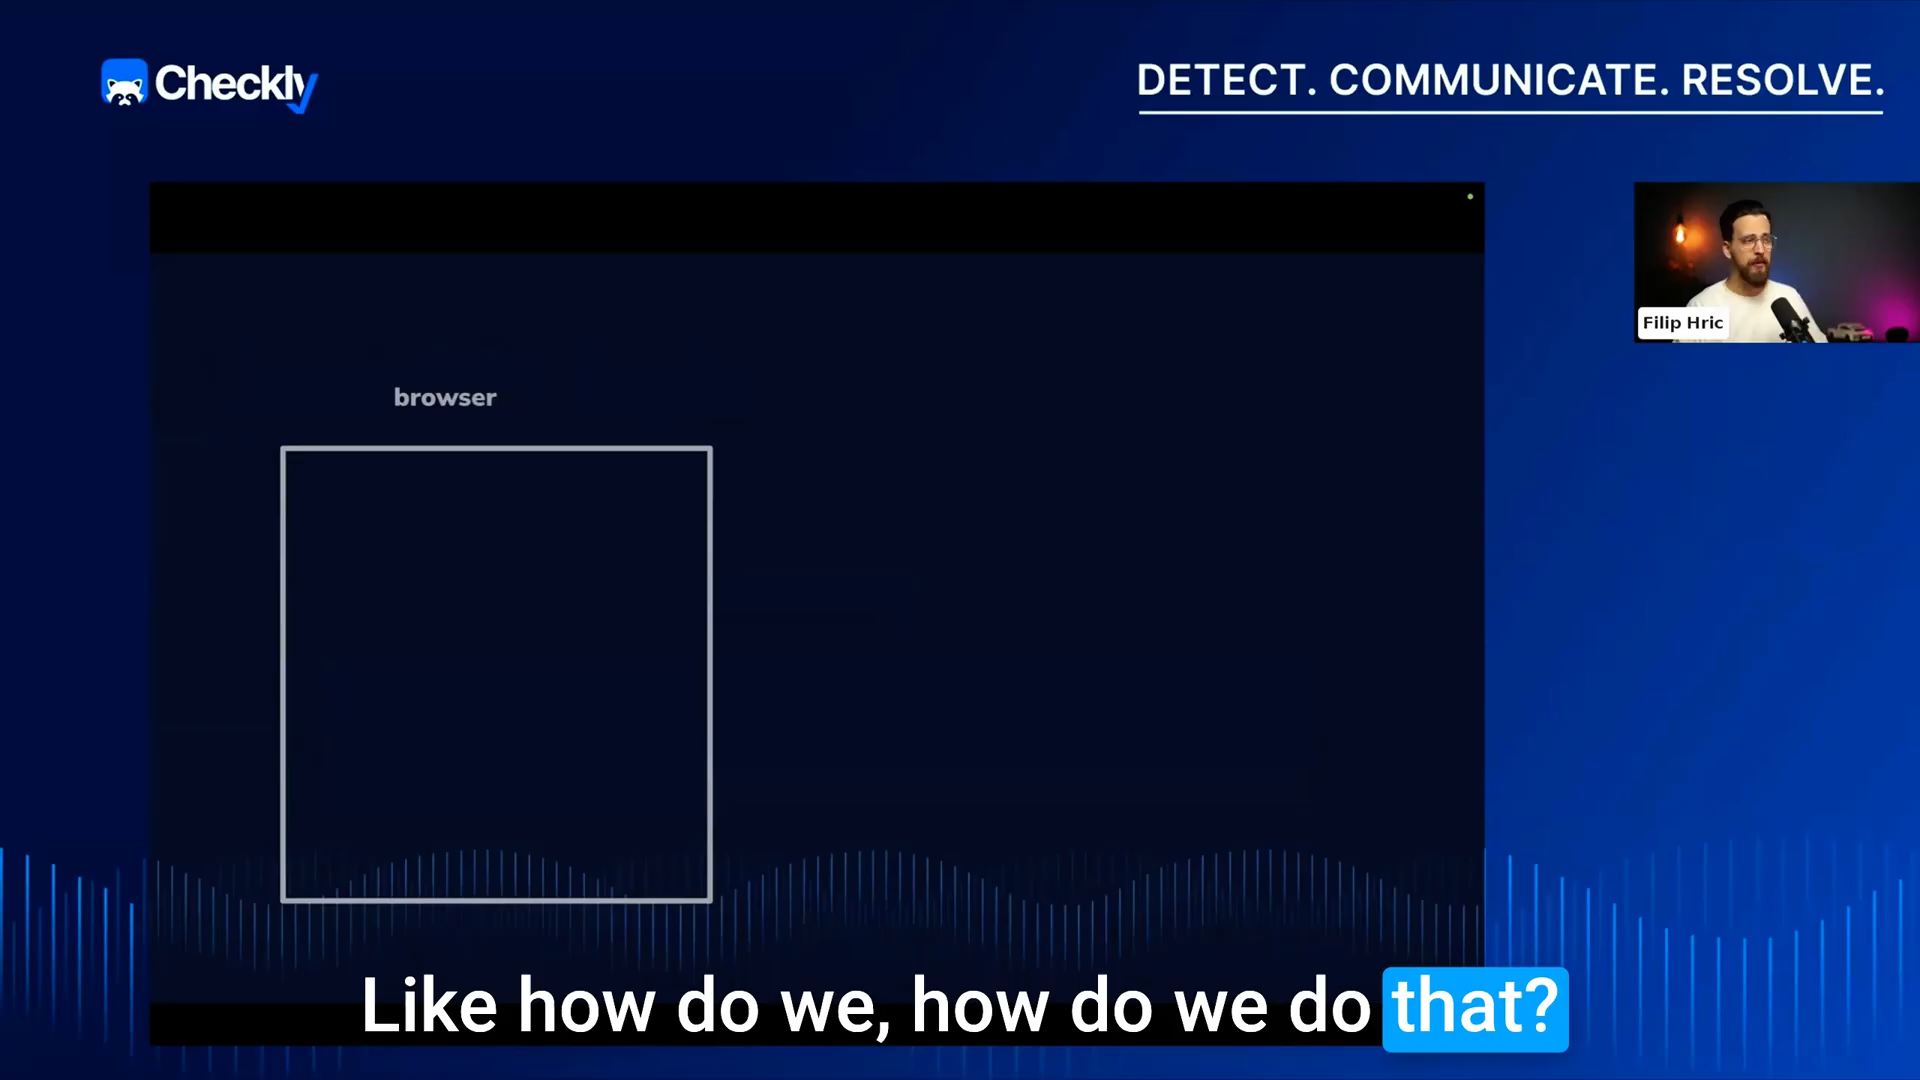 Checkly
DETECT. COMMUNICATE. RESOLVE.
Filip Hric
browser
Like how do we, how do we do that?